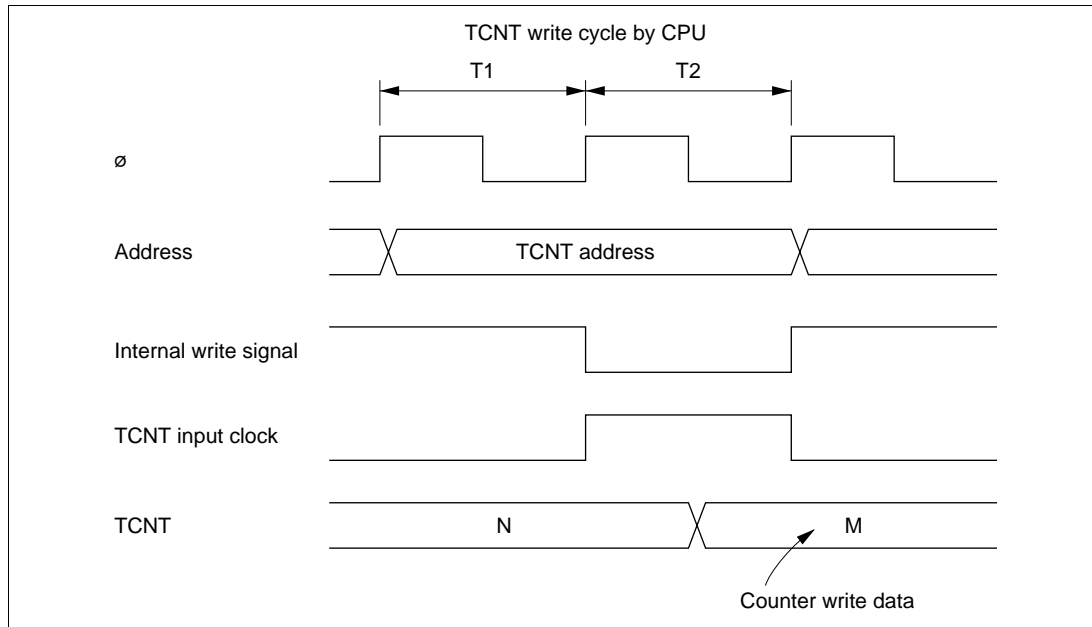 TCNT write cycle by CPU
T1 T2
ø
Address TCNT address
Internal write signal
TCNT input clock
TCNT N M
Counter write data